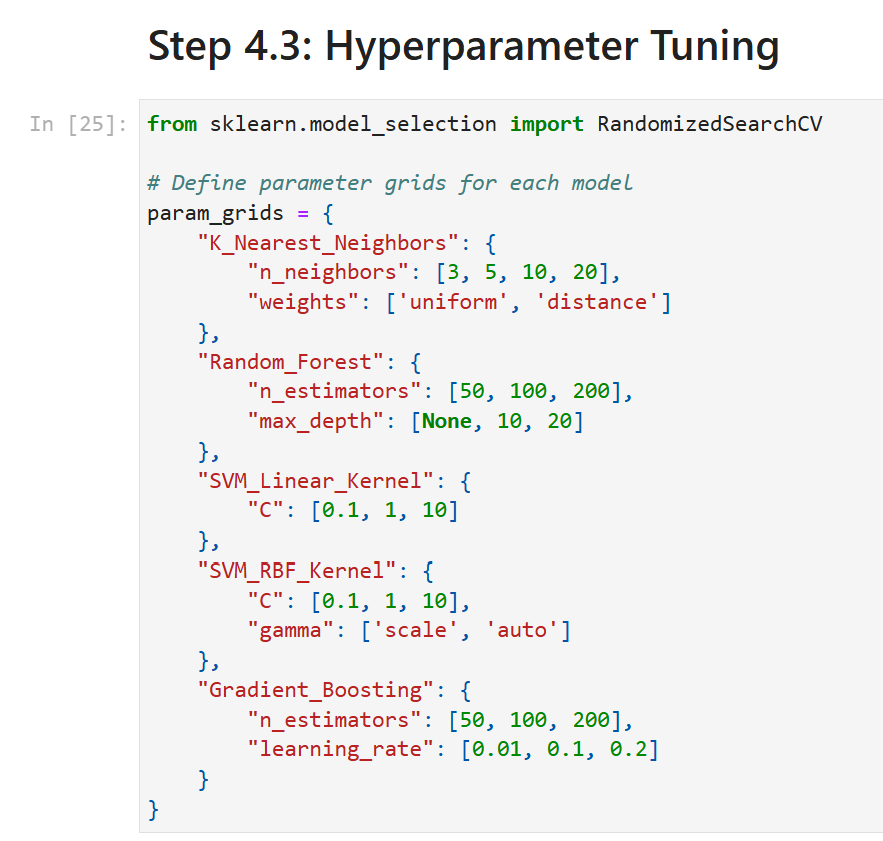 Step 4.3: Hyperparameter Tuning
In [25]:
from sklearn.model_selection import RandomizedSearchCV
# Define parameter grids for each model
param_grids = {
    "K_Nearest_Neighbors": {
        "n_neighbors": [3, 5, 10, 20],
        "weights": ['uniform', 'distance']
    },
    "Random_Forest": {
        "n_estimators": [50, 100, 200],
        "max_depth": [None, 10, 20]
    },
    "SVM_Linear_Kernel": {
        "C": [0.1, 1, 10]
    },
    "SVM_RBF_Kernel": {
        "C": [0.1, 1, 10],
        "gamma": ['scale', 'auto']
    },
    "Gradient_Boosting": {
        "n_estimators": [50, 100, 200],
        "learning_rate": [0.01, 0.1, 0.2]
    }
}